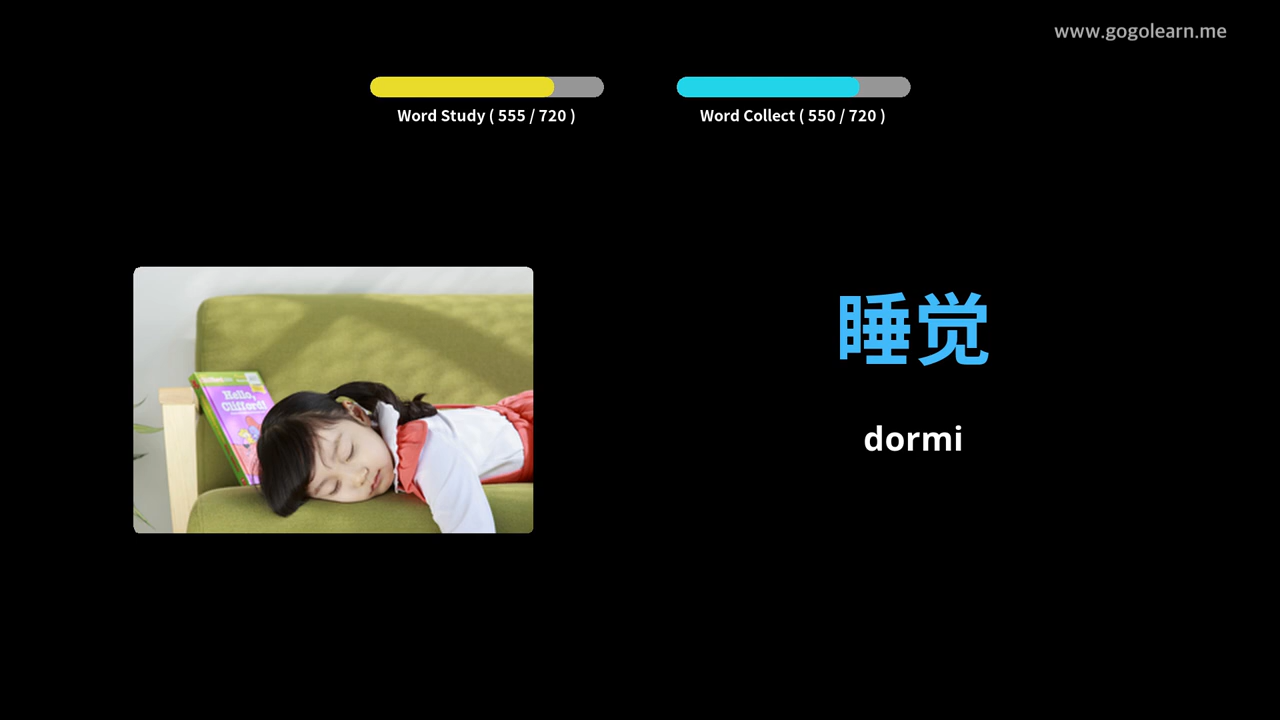 www.gogolearn.me
Word Study ( 555 / 720 )
Word Collect ( 550 / 720 )
睡觉
dormi
Hello,
Clifford!